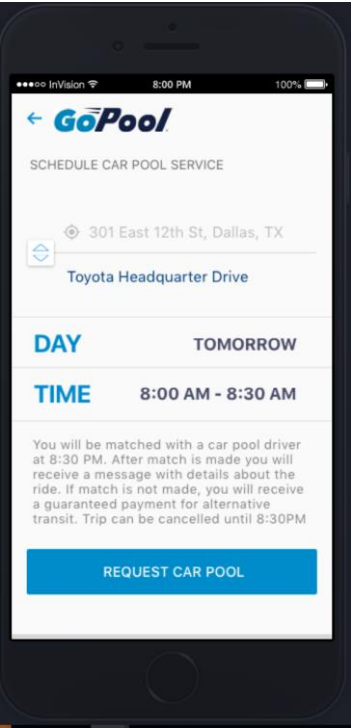 InVision 8:00 PM 100%
GoPool
SCHEDULE CAR POOL SERVICE
301 East 12th St, Dallas, TX
Toyota Headquarter Drive
DAY TOMORROW
TIME 8:00 AM - 8:30 AM
You will be matched with a car pool driver
at 8:30 PM. After match is made you will
receive a message with details about the
ride. If match is not made, you will receive
a guaranteed payment for alternative
transit. Trip can be cancelled until 8:30PM
REQUEST CAR POOL